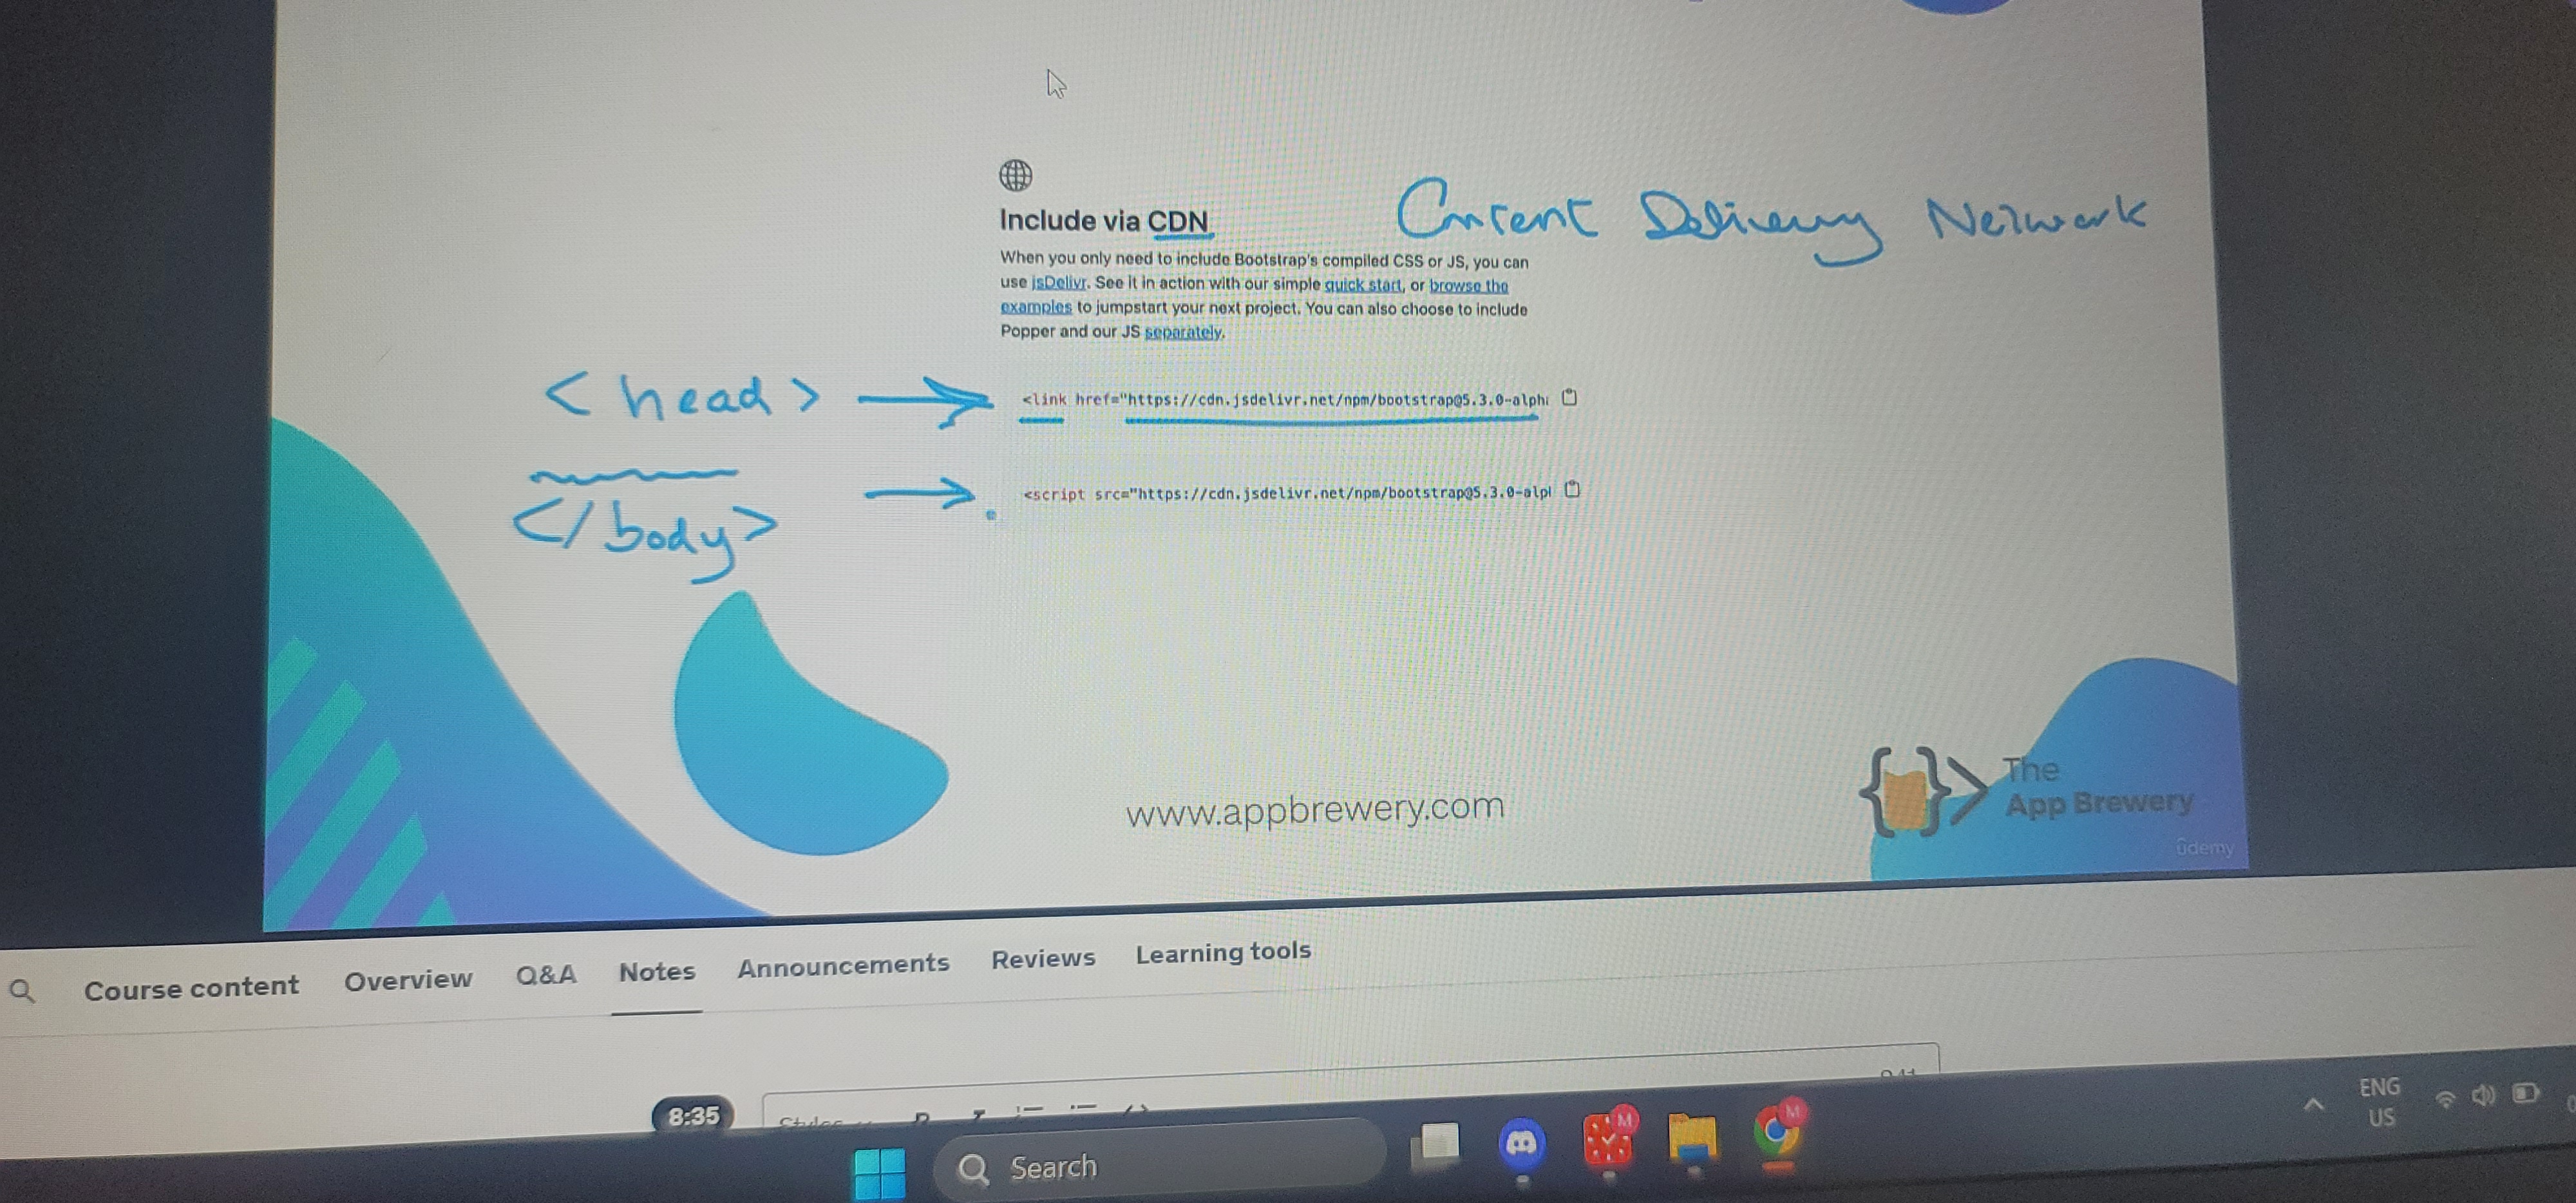 Include via CDN
Content Delivery Network
When you only need to include Bootstrap's compiled CSS or JS, you can
use jsDelivr. See it in action with our simple quick start, or browse the
examples to jumpstart your next project. You can also choose to include
Popper and our JS separately.
<head>
<link href="https://cdn.jsdelivr.net/npm/bootstrap@5.3.0-alph
</body>
<script src="https://cdn.jsdelivr.net/npm/bootstrap@5.3.0-alp
www.appbrewery.com
The
App Brewery
ûdemy
Course content Overview Q&A Notes Announcements Reviews Learning tools
8:35
Styles
Search
ENG
US
M
M